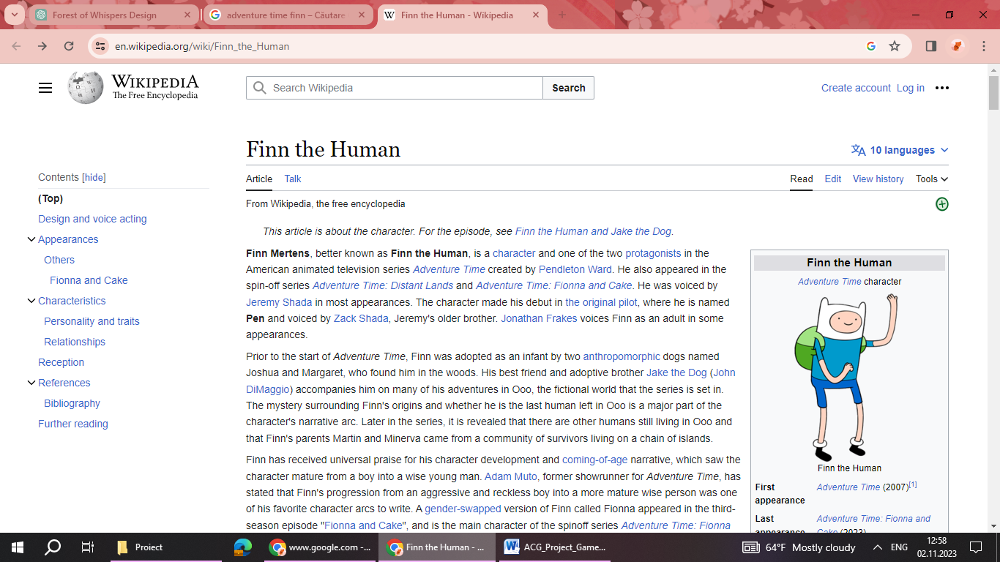 Forest of Whispers Design
adventure time finn – Căutare
Finn the Human - Wikipedia
en.wikipedia.org/wiki/Finn_the_Human
WIKIPEDIA
The Free Encyclopedia
Search Wikipedia
Search
Create account Log in
Finn the Human
10 languages
Contents [hide]
(Top)
Design and voice acting
Appearances
Others
Fionna and Cake
Characteristics
Personality and traits
Relationships
Reception
References
Bibliography
Further reading
Article Talk
Read Edit View history Tools
From Wikipedia, the free encyclopedia
This article is about the character. For the episode, see Finn the Human and Jake the Dog.
Finn Mertens, better known as Finn the Human, is a character and one of the two protagonists in the
American animated television series Adventure Time created by Pendleton Ward. He also appeared in the
spin-off series Adventure Time: Distant Lands and Adventure Time: Fionna and Cake. He was voiced by
Jeremy Shada in most appearances. The character made his debut in the original pilot, where he is named
Pen and voiced by Zack Shada, Jeremy's older brother. Jonathan Frakes voices Finn as an adult in some
appearances.
Prior to the start of Adventure Time, Finn was adopted as an infant by two anthropomorphic dogs named
Joshua and Margaret, who found him in the woods. His best friend and adoptive brother Jake the Dog (John
DiMaggio) accompanies him on many of his adventures in Ooo, the fictional world that the series is set in.
The mystery surrounding Finn's origins and whether he is the last human left in Ooo is a major part of the
character's narrative arc. Later in the series, it is revealed that there are other humans still living in Ooo and
that Finn's parents Martin and Minerva came from a community of survivors living on a chain of islands.
Finn has received universal praise for his character development and coming-of-age narrative, which saw the
character mature from a boy into a wise young man. Adam Muto, former showrunner for Adventure Time, has
stated that Finn's progression from an aggressive and reckless boy into a more mature wise person was one
of his favorite character arcs to write. A gender-swapped version of Finn called Fionna appeared in the third-
season episode "Fionna and Cake", and is the main character of the spinoff series Adventure Time: Fionna
Finn the Human
Adventure Time character
Finn the Human
First appearance
Adventure Time (2007)[1]
Last appearance
Adventure Time: Fionna and
Cake (2023)
Proiect
www.google.com -...
Finn the Human - ...
ACG_Project_Game...
64°F Mostly cloudy
ENG
12:58
02.11.2023